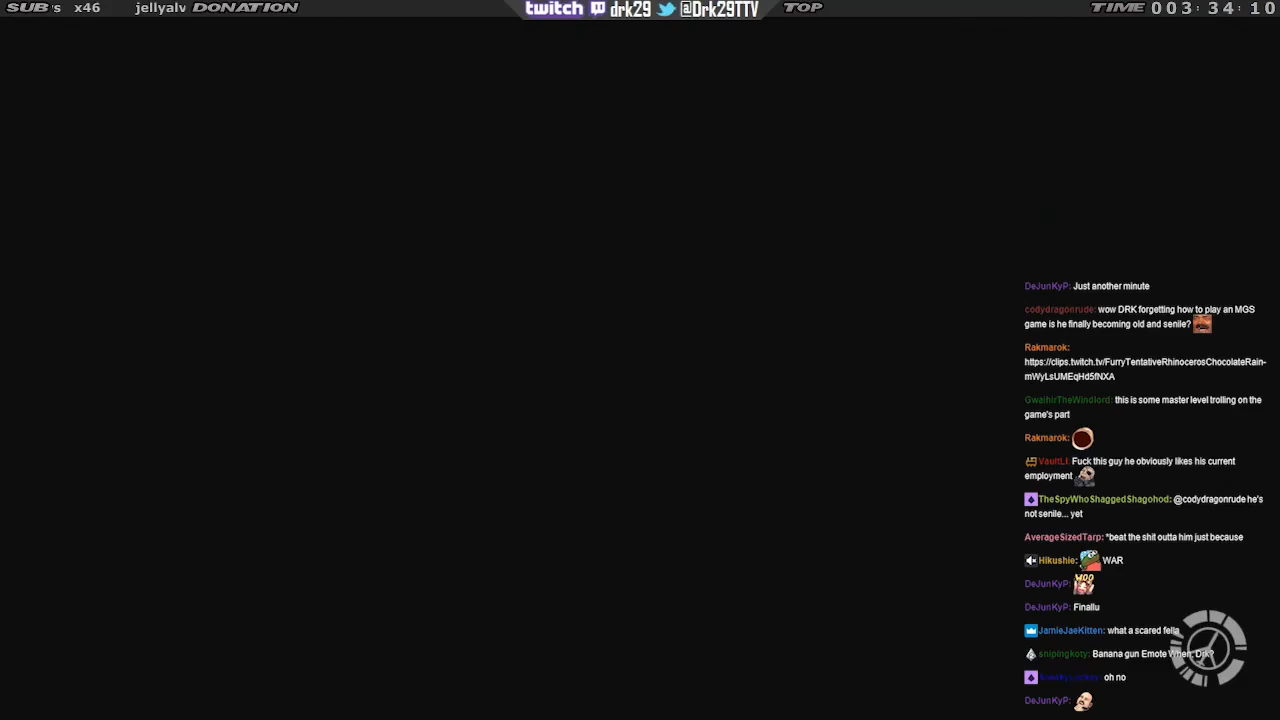 SUB's x46 jellyalv DONATION twitch drk29 @Drk29TTV TOP TIME 003:34:10
DeJunKyP: Just another minute
codydragonrude: wow DRK forgetting how to play an MGS
game is he finally becoming old and senile?
Rakmarok:
https://clips.twitch.tv/FurryTentativeRhinocerosChocolateRain-
mWyLsUMEqHd5fNXA
GwaihirTheWindlord: this is some master level trolling on the
game's part
Rakmarok:
VaultLI: Fuck this guy he obviously likes his current
employment
TheSpyWhoShaggedShagohod: @codydragonrude he's
not senile... yet
AverageSizedTarp: *beat the shit outta him just because
Hikushie: WAR
DeJunKyP: WOO
DeJunKyP: Finallu
JamieJaeKitten: what a scared fella
snipingkoty: Banana gun Emote When, Drk?
oh no
DeJunKyP: